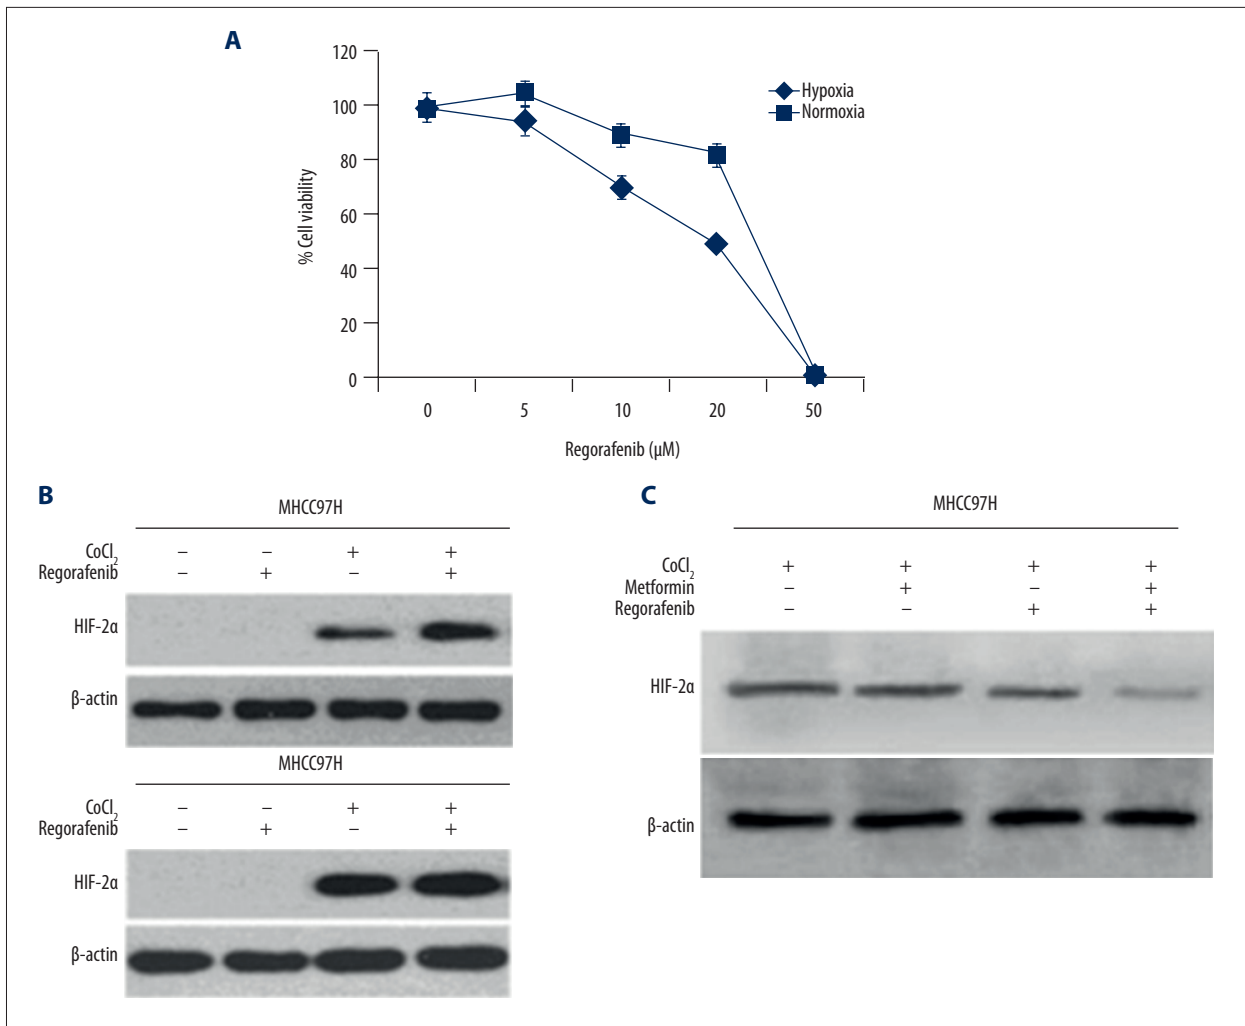 A
120
100
80
60
40
20
0
% Cell viability
Hypoxia
Normoxia
0 5 10 20 50
Regorafenib (µM)
B
MHCC97H
CoCl₂ – – + +
Regorafenib – + – +
HIF-2α
β-actin
MHCC97H
CoCl₂ – – + +
Regorafenib – + – +
HIF-2α
β-actin
C
MHCC97H
CoCl₂ + + + +
Metformin – + – +
Regorafenib – – + +
HIF-2α
β-actin